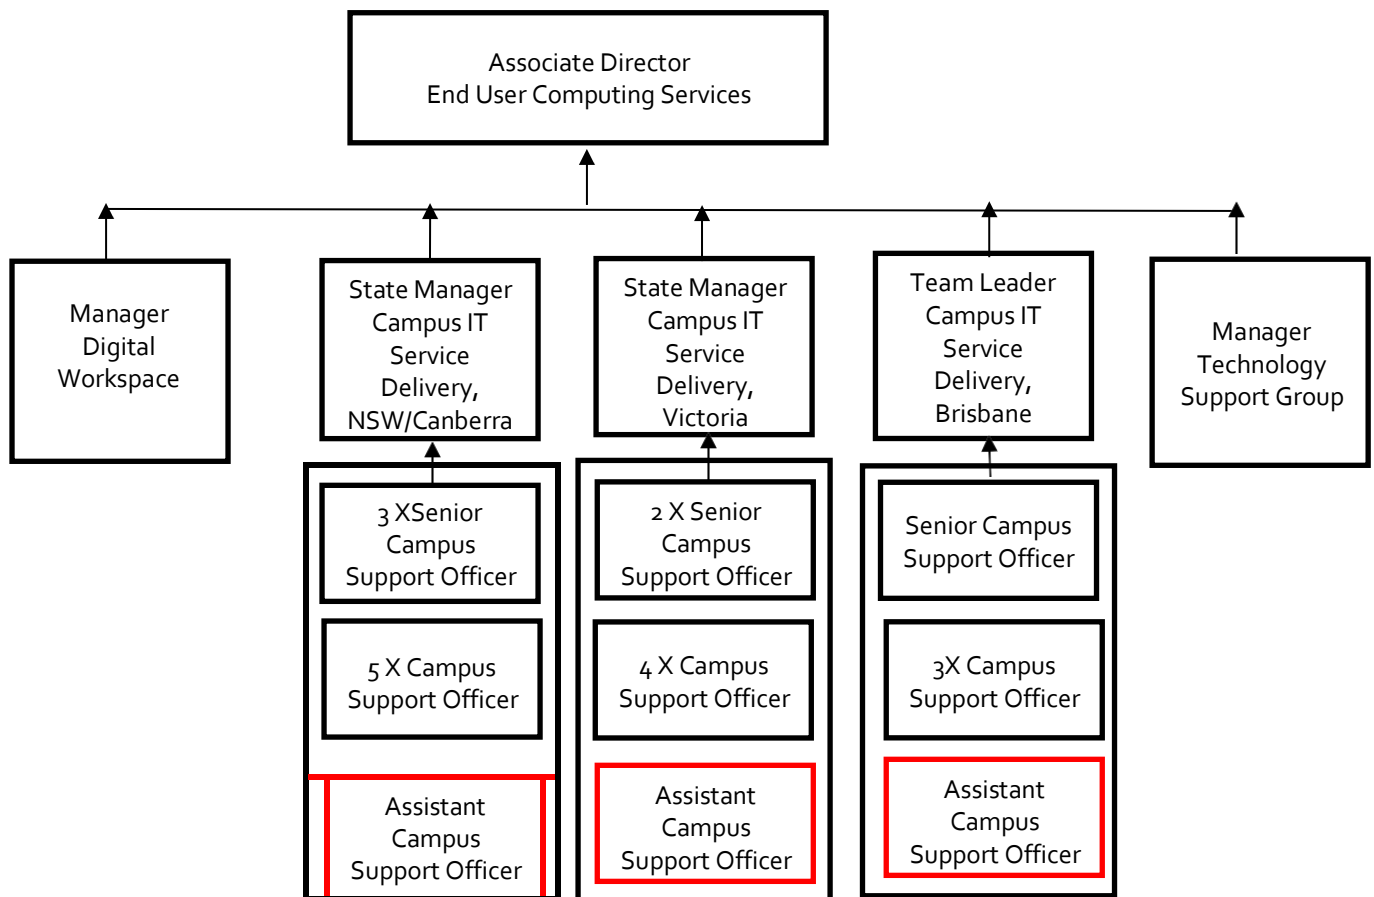 Associate Director
End User Computing Services
Manager
Digital
Workspace
State Manager
Campus IT
Service
Delivery,
NSW/Canberra
State Manager
Campus IT
Service
Delivery,
Victoria
Team Leader
Campus IT
Service
Delivery,
Brisbane
Manager
Technology
Support Group
3 XSenior
Campus
Support Officer
2 X Senior
Campus
Support Officer
Senior Campus
Support Officer
5 X Campus
Support Officer
4 X Campus
Support Officer
3X Campus
Support Officer
Assistant
Campus
Support Officer
Assistant
Campus
Support Officer
Assistant
Campus
Support Officer